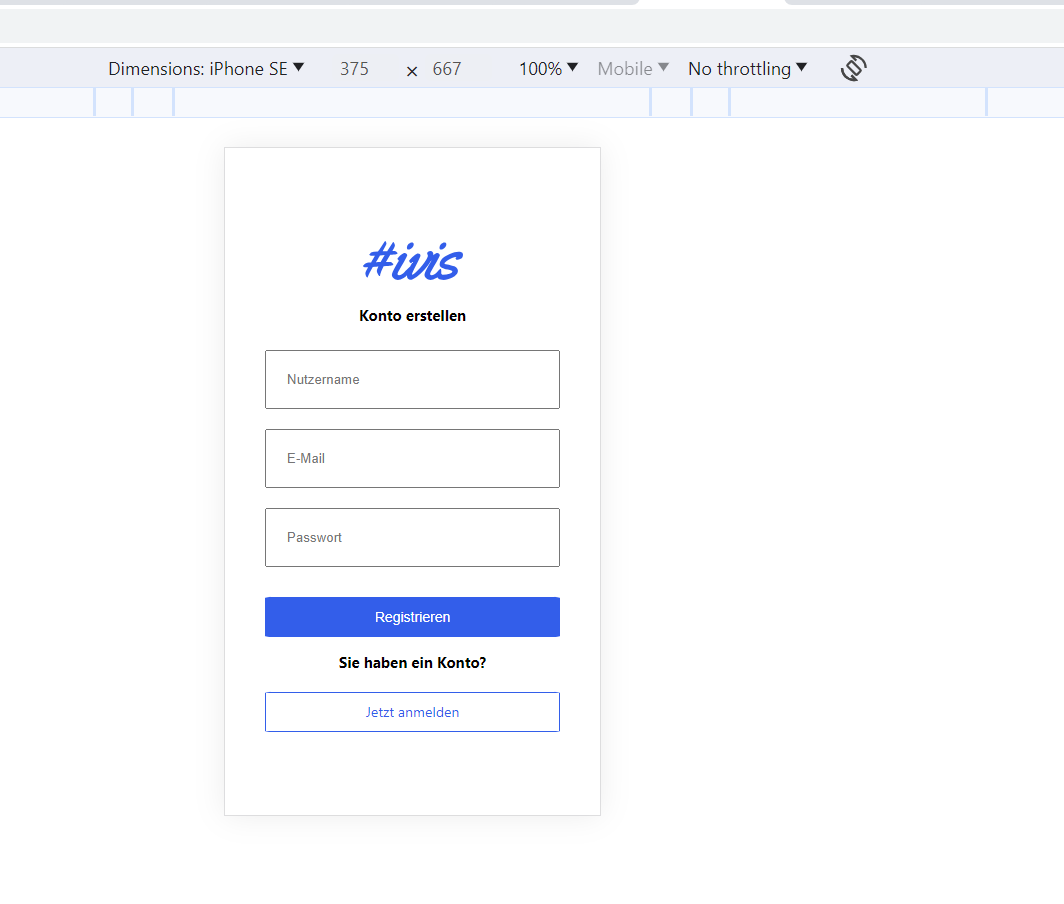 Dimensions: iPhone SE 375 × 667 100% Mobile No throttling
#ivis
Konto erstellen
Nutzername
E-Mail
Passwort
Registrieren
Sie haben ein Konto?
Jetzt anmelden